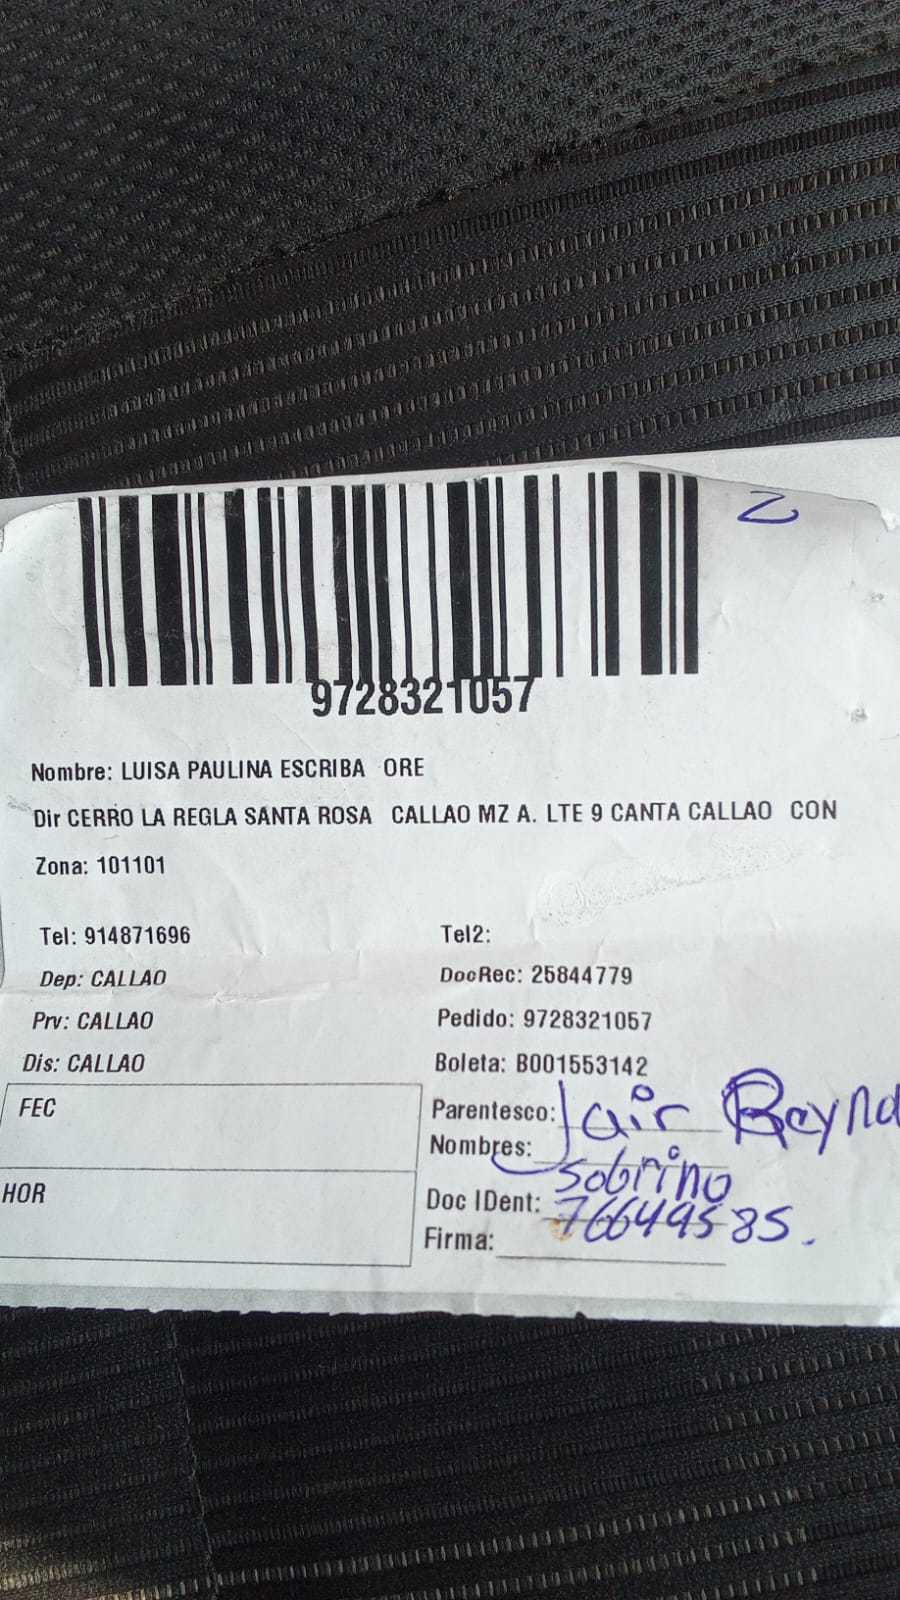 2
9728321057
Nombre: LUISA PAULINA ESCRIBA ORE
Dir CERRO LA REGLA SANTA ROSA CALLAO MZ A. LTE 9 CANTA CALLAO CON
Zona: 101101
Tel: 914871696 Tel2:
Dep: CALLAO DocRec: 25844779
Prv: CALLAO Pedido: 9728321057
Dis: CALLAO Boleta: B001553142
FEC
Parentesco: Jair
Nombres: sobrino
HOR
Doc IDent: 76649585.
Firma: